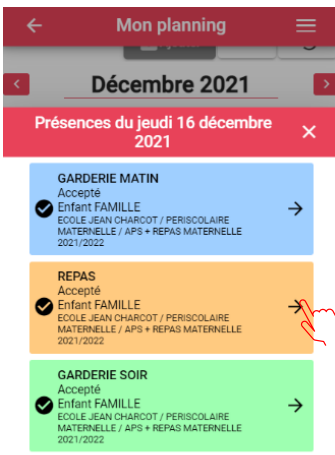 Mon planning
Décembre 2021
Présences du jeudi 16 décembre
2021
GARDERIE MATIN
Accepté
Enfant FAMILLE
ECOLE JEAN CHARCOT / PERISCOLAIRE
MATERNELLE / APS + REPAS MATERNELLE
2021/2022
REPAS
Accepté
Enfant FAMILLE
ECOLE JEAN CHARCOT / PERISCOLAIRE
MATERNELLE / APS + REPAS MATERNELLE
2021/2022
GARDERIE SOIR
Accepté
Enfant FAMILLE
ECOLE JEAN CHARCOT / PERISCOLAIRE
MATERNELLE / APS + REPAS MATERNELLE
2021/2022